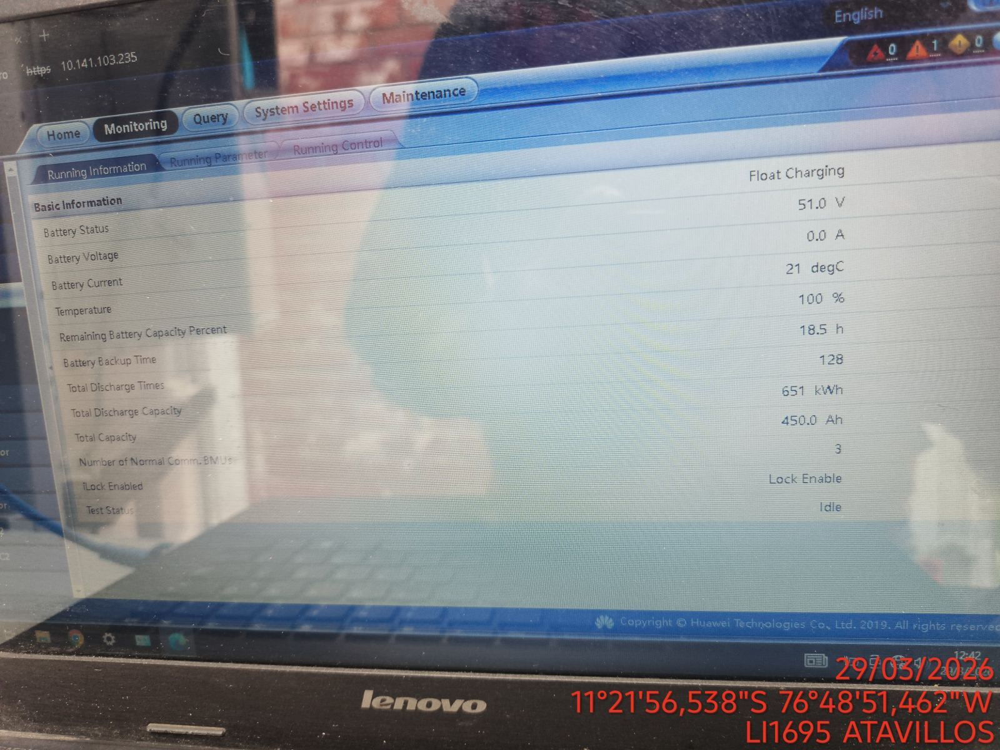 English
https 10.141.103.235
0 1 0
Home Monitoring Query System Settings Maintenance
Running Information Running Parameter Running Control
Basic Information
Battery Status Float Charging
Battery Voltage 51.0 V
Battery Current 0.0 A
Temperature 21 degC
Remaining Battery Capacity Percent 100 %
Battery Backup Time 18.5 h
Total Discharge Times 128
Total Discharge Capacity 651 kWh
Total Capacity 450.0 Ah
Number of Normal Comm. BMUs 3
iLock Enabled Lock Enable
Test Status Idle
Copyright © Huawei Technologies Co., Ltd. 2019. All rights reserved
12:42
29/03/2026
11°21'56,538"S 76°48'51,462"W
LI1695 ATAVILLOS
lenovo